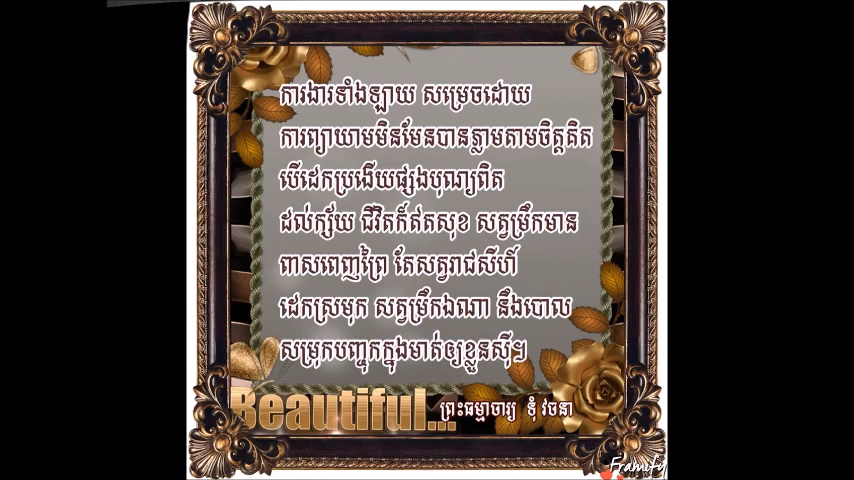 ការងារទាំងឡាយ សម្រេចដោយ
ការព្យាយាមមិនមែនបានភ្លាមតាមចិត្តគិត
បើដេកប្រងើយផ្សងបុណ្យពិត
ដល់ក្ស័យ ជីវិតក៏ឥតសុខ សត្វម្រឹកមាន
ពាសពេញព្រៃ តែសត្វរាជសីហ៍
ដេកស្រមុក សត្វម្រឹកឯណា នឹងបោល
សម្រុកបញ្ចុកក្នុងមាត់ឲ្យខ្លួនស៊ីៗ
Beautiful...
ព្រះធម្មាចារ្យ ទុំ វចនា
Framify